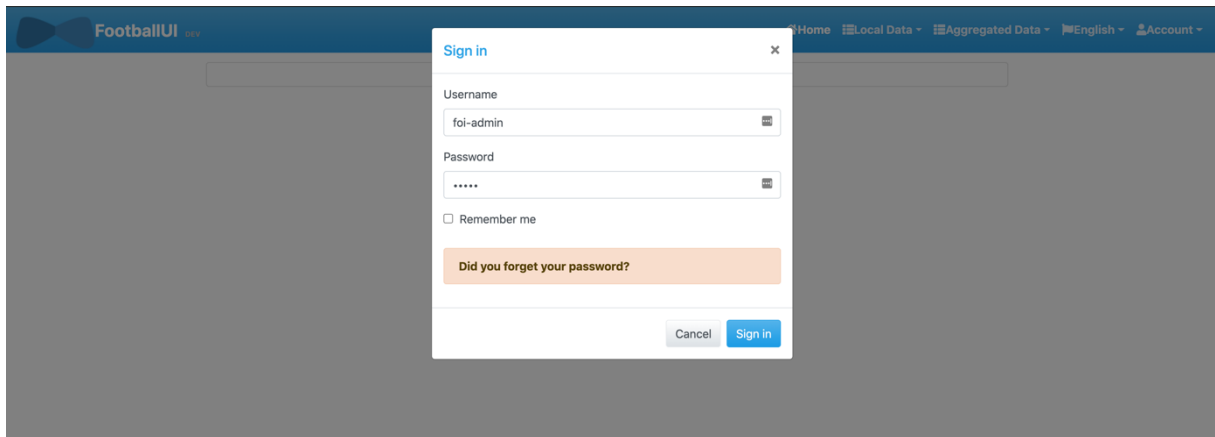 FootballUI DEV
Home Local Data Aggregated Data English Account
Sign in ×
Username
foi-admin
Password
•••••
Remember me
Did you forget your password?
Cancel Sign in